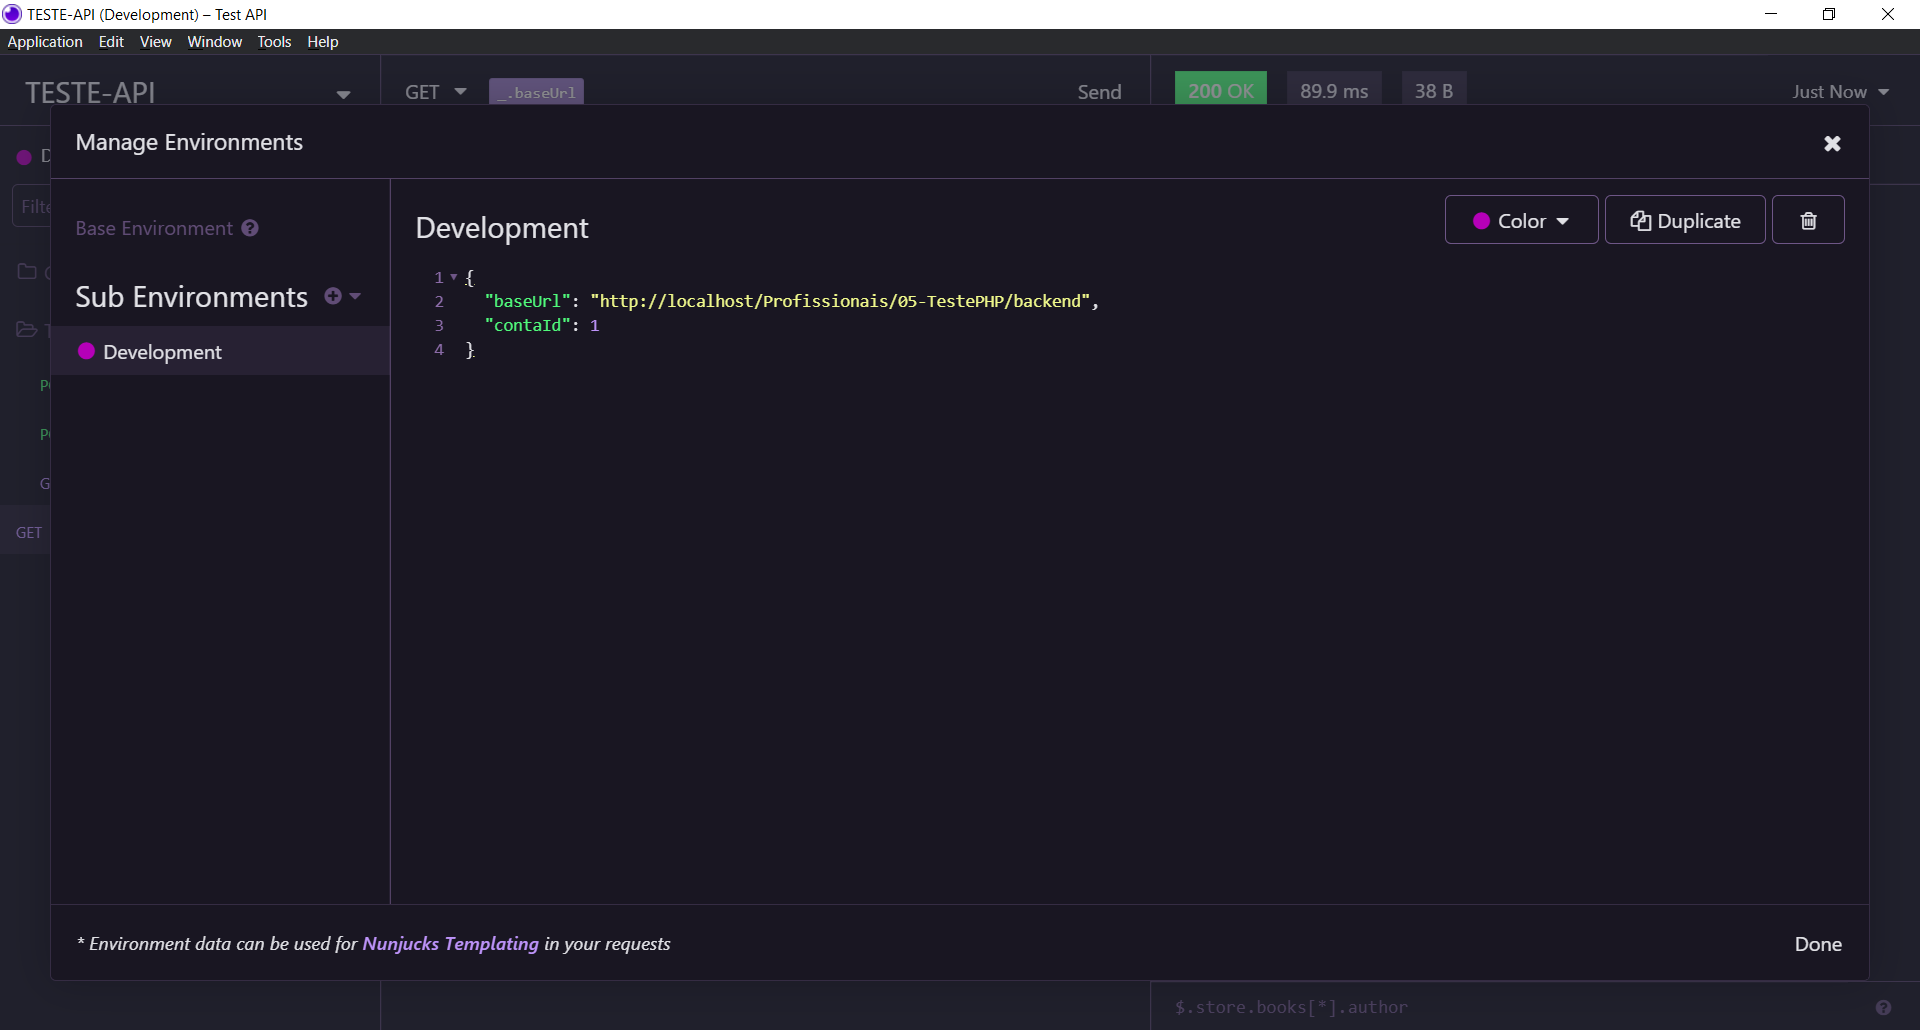 TESTE-API (Development) – Test API
Application Edit View Window Tools Help
TESTE-API
GET _.baseUrl Send 200 OK 89.9 ms 38 B Just Now
Manage Environments
Base Environment
Sub Environments
Development
GET
Development
Color Duplicate
1 {
2 "baseUrl": "http://localhost/Profissionais/05-TestePHP/backend",
3 "contaId": 1
4 }
* Environment data can be used for Nunjucks Templating in your requests
Done
$.store.books[*].author